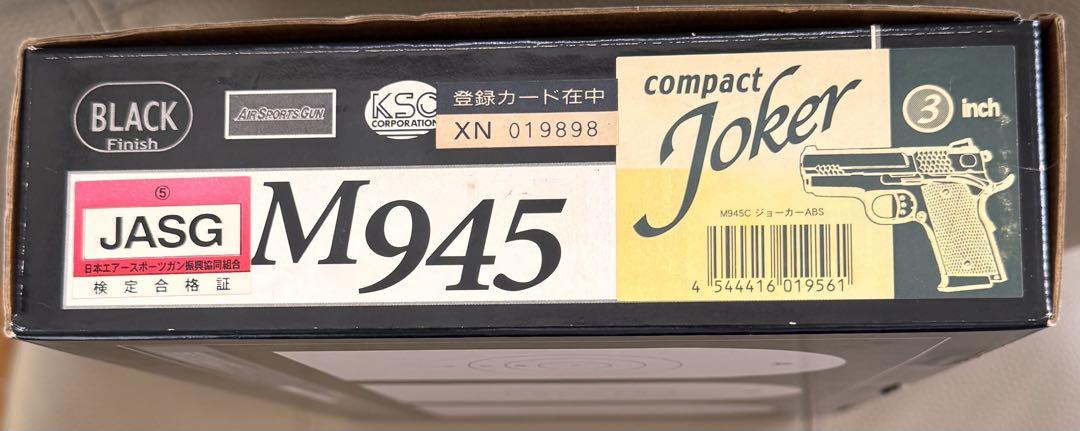 BLACK
Finish
AIR SPORTS GUN
KSC
CORPORATION
登録カード在中
XN 019898
compact
Joker
3 inch
⑤
JASG
日本エアースポーツガン振興協同組合
検定合格証
M945
M945C ジョーカーABS
4 544416 019561